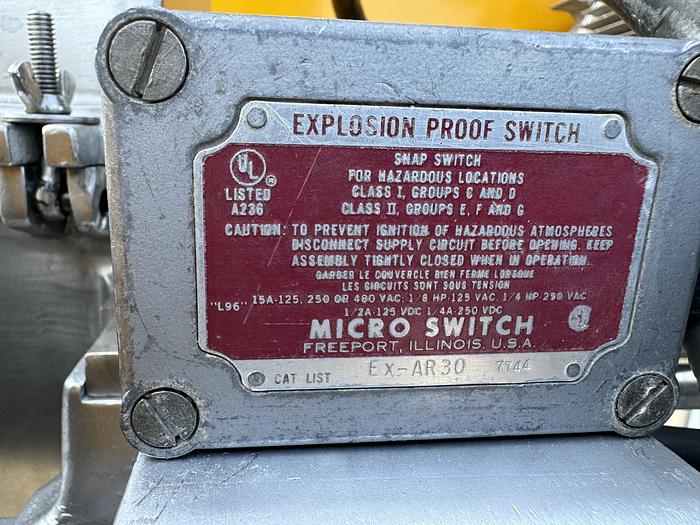 EXPLOSION PROOF SWITCH
UL ®
LISTED
A236
SNAP SWITCH
FOR HAZARDOUS LOCATIONS
CLASS I, GROUPS C AND D
CLASS II, GROUPS E, F AND G
CAUTION: TO PREVENT IGNITION OF HAZARDOUS ATMOSPHERES
DISCONNECT SUPPLY CIRCUIT BEFORE OPENING. KEEP
ASSEMBLY TIGHTLY CLOSED WHEN IN OPERATION.
GARDER LE COUVERCLE BIEN FERME LORSQUE
LES CIRCUITS SONT SOUS TENSION
"L96" 15A-125, 250 OR 480 VAC; 1/8 HP-125 VAC, 1/4 HP-250 VAC
1/2A-125 VDC 1/4A-250 VDC
MICRO SWITCH
FREEPORT, ILLINOIS, U.S.A.
CAT LIST EX-AR30 7744